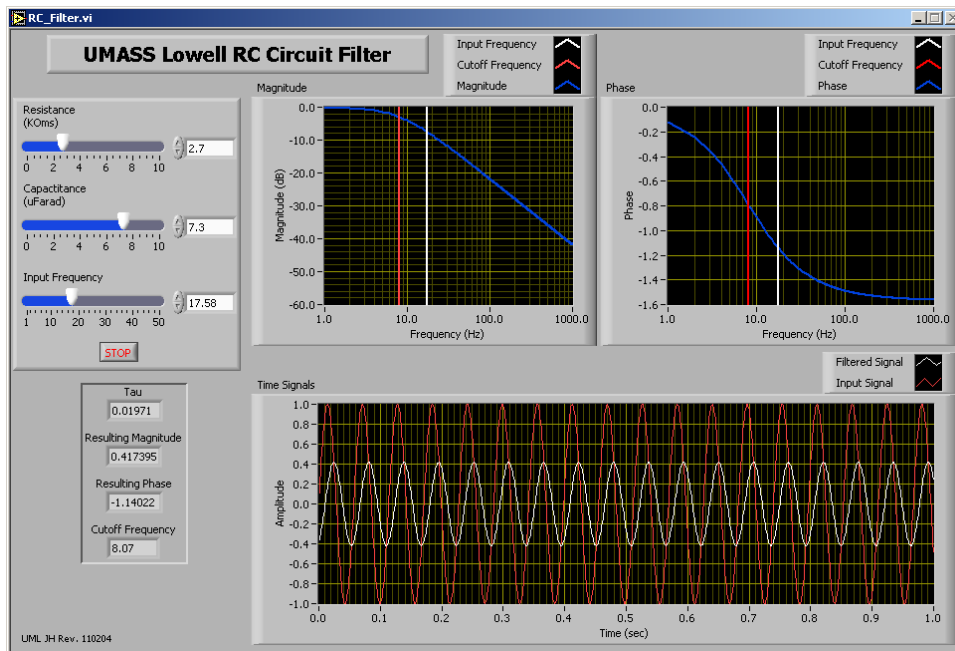 RC_Filter.vi
UMASS Lowell RC Circuit Filter
Input Frequency
Cutoff Frequency
Magnitude
Input Frequency
Cutoff Frequency
Phase
Resistance
(KOms)
0 2 4 6 8 10
2.7
Capactitance
(uFarad)
0 2 4 6 8 10
7.3
Input Frequency
1 10 20 30 40 50
17.58
STOP
Magnitude
0.0
-10.0
-20.0
-30.0
-40.0
-50.0
-60.0
Magnitude (dB)
1.0 10.0 100.0 1000.0
Frequency (Hz)
Phase
0.0
-0.2
-0.4
-0.6
-0.8
-1.0
-1.2
-1.4
-1.6
Phase
1.0 10.0 100.0 1000.0
Frequency (Hz)
Tau
0.01971
Resulting Magnitude
0.417395
Resulting Phase
-1.14022
Cutoff Frequency
8.07
Filtered Signal
Input Signal
Time Signals
1.0
0.8
0.6
0.4
0.2
0.0
-0.2
-0.4
-0.6
-0.8
-1.0
Amplitude
0.0 0.1 0.2 0.3 0.4 0.5 0.6 0.7 0.8 0.9 1.0
Time (sec)
UML JH Rev. 110204